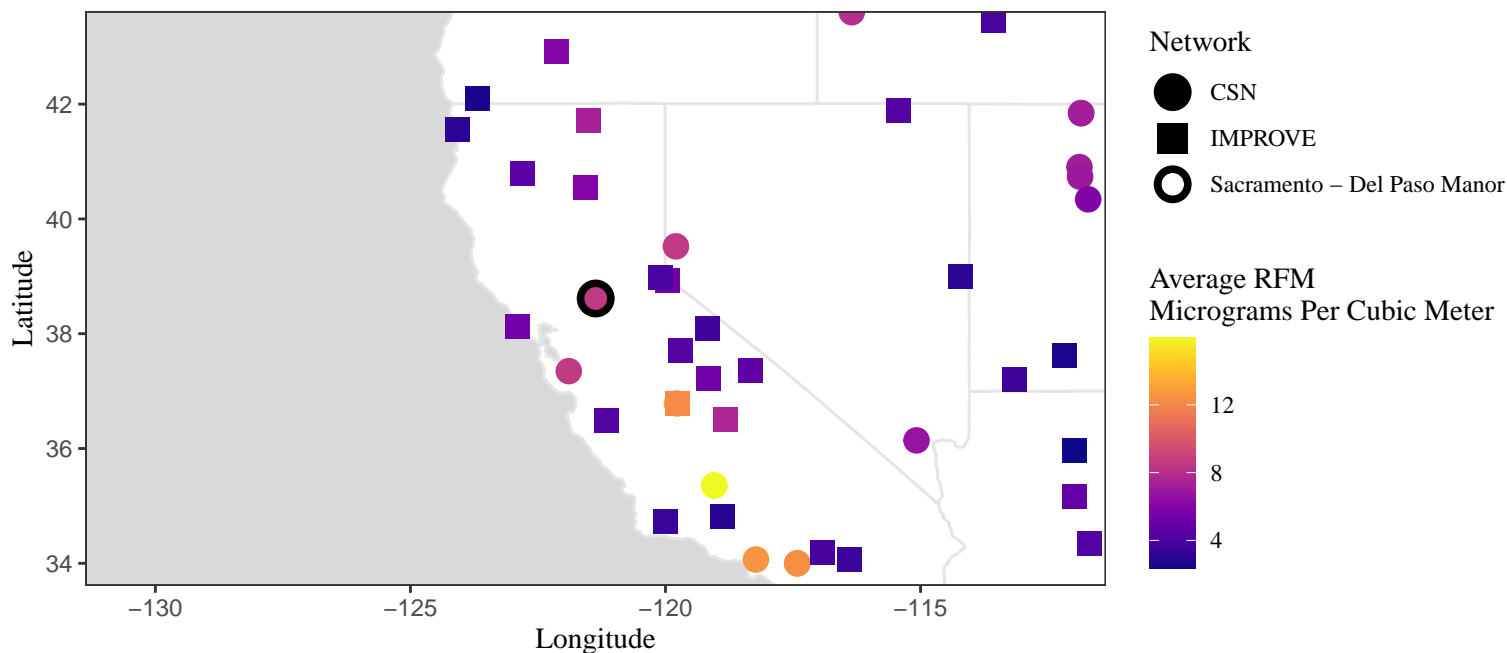 42
40
38
36
34
Latitude
−130
−125
−120
−115
Longitude
Network
CSN
IMPROVE
Sacramento – Del Paso Manor
Average RFM
Micrograms Per Cubic Meter
12
8
4